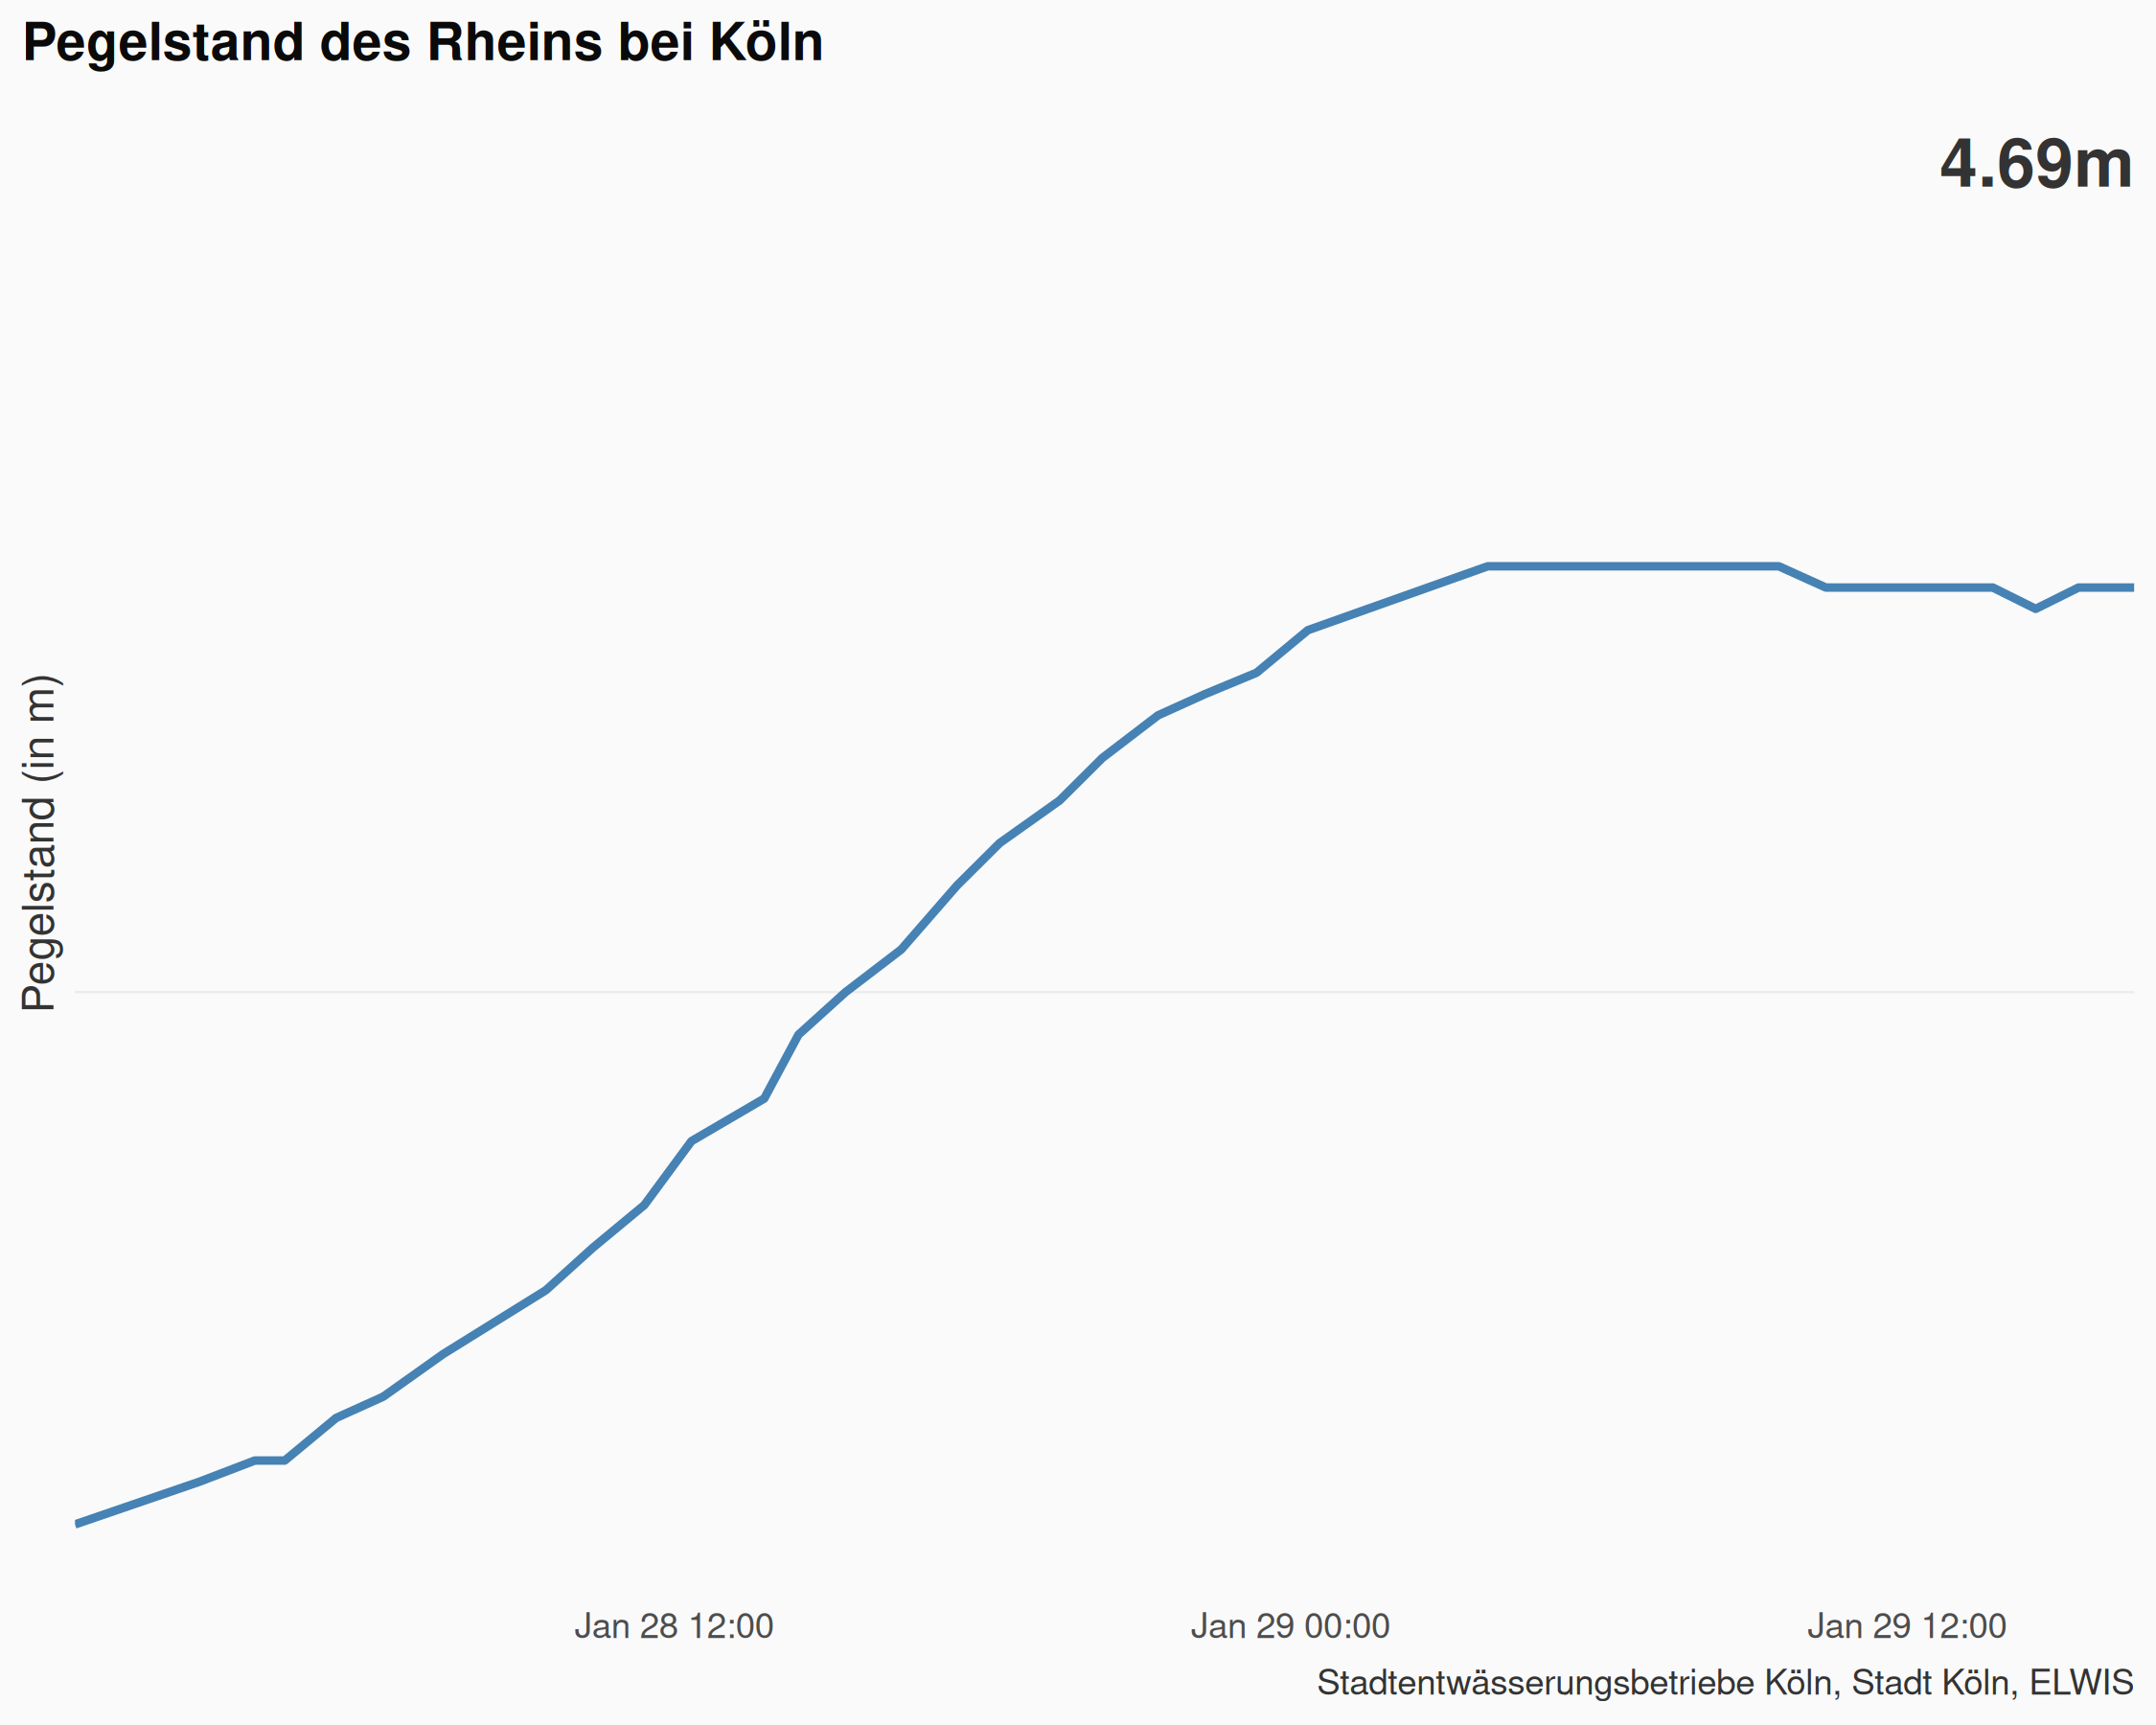 Pegelstand des Rheins bei Köln
4.69m
Pegelstand (in m)
Jan 28 12:00
Jan 29 00:00
Jan 29 12:00
Stadtentwässerungsbetriebe Köln, Stadt Köln, ELWIS